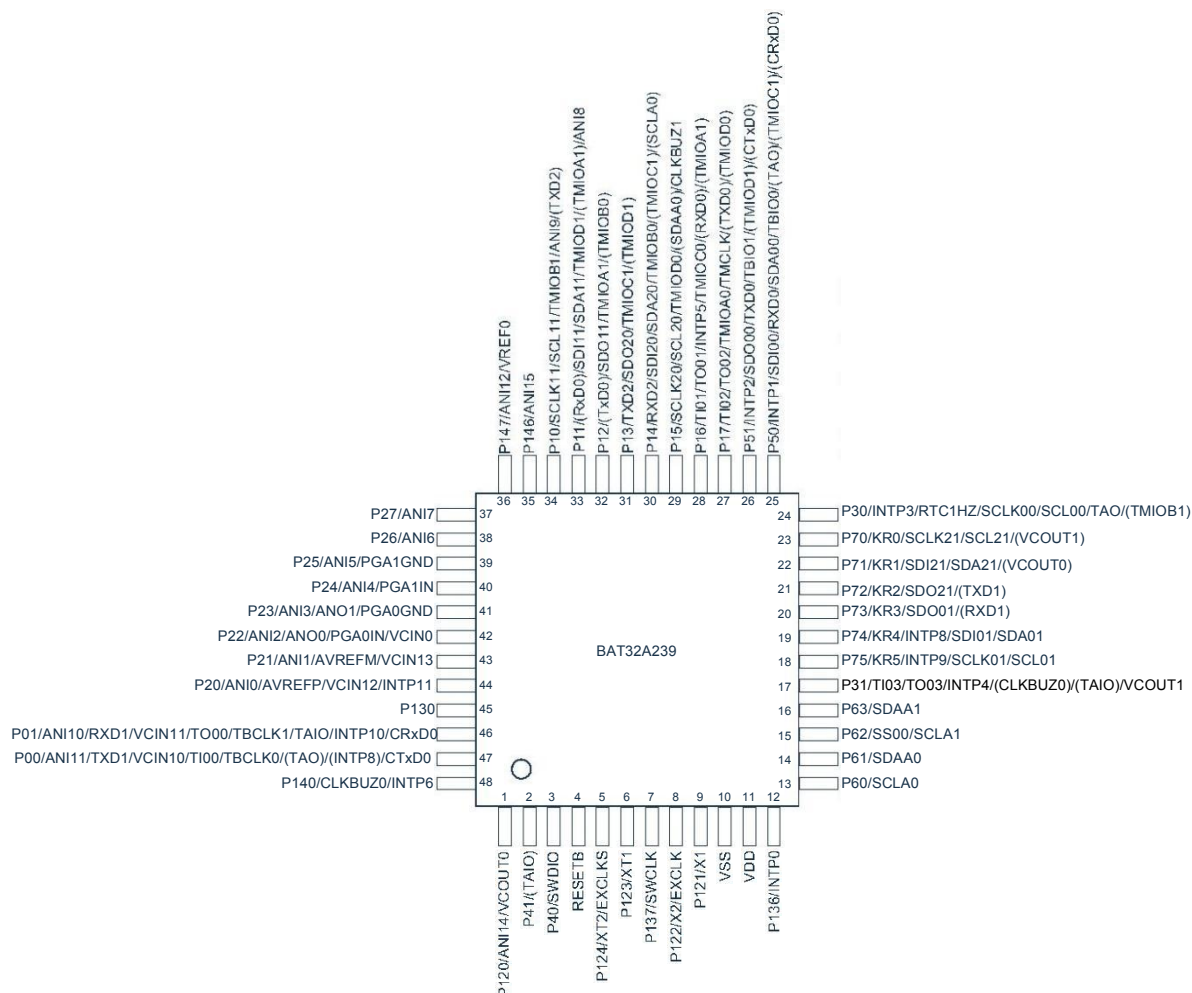 P147/ANI12/VREF0
P146/ANI15
P10/SCLK11/SCL11/TMIOB1/ANI9/(TXD2)
P11/(RxD0)/SDI11/SDA11/TMIOD1/(TMIOA1)/ANI8
P12/(TxD0)/SDO11/TMIOA1/(TMIOB0)
P13/TXD2/SDO20/TMIOC1/(TMIOD1)
P14/RXD2/SDI20/SDA20/TMIOB0/(TMIOC1)/(SCLA0)
P15/SCLK20/SCL20/TMIOD0/(SDAA0)/CLKBUZ1
P16/TI01/TO01/INTP5/TMIOC0/(RXD0)/(TMIOA1)
P17/TI02/TO02/TMIOA0/TMCLK/(TXD0)/(TMIOD0)
P51/INTP2/SDO00/TXD0/TBIO1/(TMIOD1)/(CTxD0)
P50/INTP1/SDI00/RXD0/SDA00/TBIO0/(TAO)/(TMIOC1)/(CRxD0)
36 35 34 33 32 31 30 29 28 27 26 25
P27/ANI7 37
P26/ANI6 38
P25/ANI5/PGA1GND 39
P24/ANI4/PGA1IN 40
P23/ANI3/ANO1/PGA0GND 41
P22/ANI2/ANO0/PGA0IN/VCIN0 42
P21/ANI1/AVREFM/VCIN13 43
P20/ANI0/AVREFP/VCIN12/INTP11 44
P130 45
P01/ANI10/RXD1/VCIN11/TO00/TBCLK1/TAIO/INTP10/CRxD0 46
P00/ANI11/TXD1/VCIN10/TI00/TBCLK0/(TAO)/(INTP8)/CTxD0 47
P140/CLKBUZ0/INTP6 48
BAT32A239
24 P30/INTP3/RTC1HZ/SCLK00/SCL00/TAO/(TMIOB1)
23 P70/KR0/SCLK21/SCL21/(VCOUT1)
22 P71/KR1/SDI21/SDA21/(VCOUT0)
21 P72/KR2/SDO21/(TXD1)
20 P73/KR3/SDO01/(RXD1)
19 P74/KR4/INTP8/SDI01/SDA01
18 P75/KR5/INTP9/SCLK01/SCL01
17 P31/TI03/TO03/INTP4/(CLKBUZ0)/(TAIO)/VCOUT1
16 P63/SDAA1
15 P62/SS00/SCLA1
14 P61/SDAA0
13 P60/SCLA0
1 2 3 4 5 6 7 8 9 10 11 12
P120/ANI14/VCOUT0
P41/(TAIO)
P40/SWDIO
RESETB
P124/XT2/EXCLKS
P123/XT1
P137/SWCLK
P122/X2/EXCLK
P121/X1
VSS
VDD
P136/INTP0